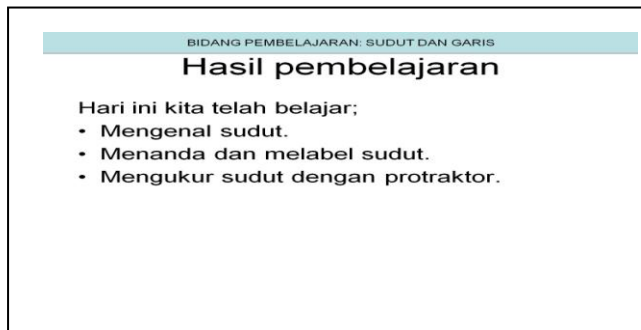 BIDANG PEMBELAJARAN: SUDUT DAN GARIS
Hasil pembelajaran
Hari ini kita telah belajar;
• Mengenal sudut.
• Menanda dan melabel sudut.
• Mengukur sudut dengan protraktor.